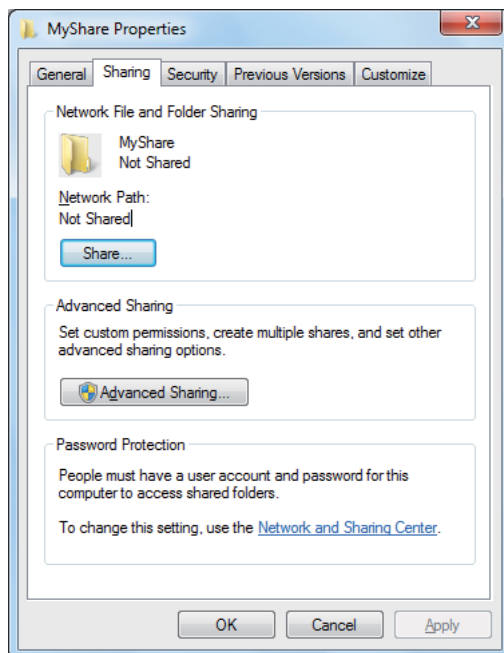 MyShare Properties
General Sharing Security Previous Versions Customize
Network File and Folder Sharing
MyShare
Not Shared
Network Path:
Not Shared
Share...
Advanced Sharing
Set custom permissions, create multiple shares, and set other
advanced sharing options.
Advanced Sharing...
Password Protection
People must have a user account and password for this
computer to access shared folders.
To change this setting, use the Network and Sharing Center.
OK Cancel Apply